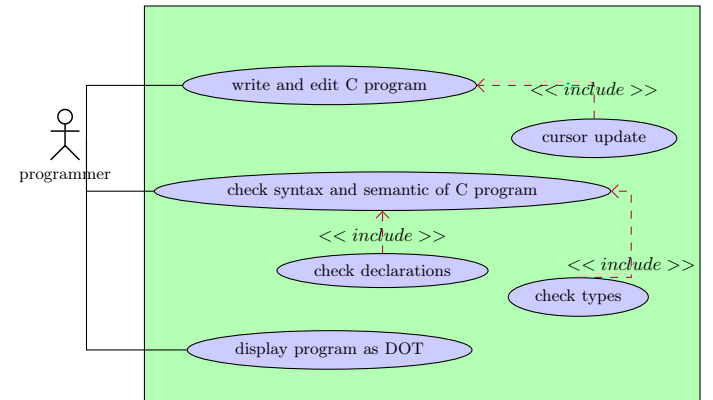 write and edit C program
<< include >>
cursor update
programmer
check syntax and semantic of C program
<< include >>
<< include >>
check declarations
check types
display program as DOT